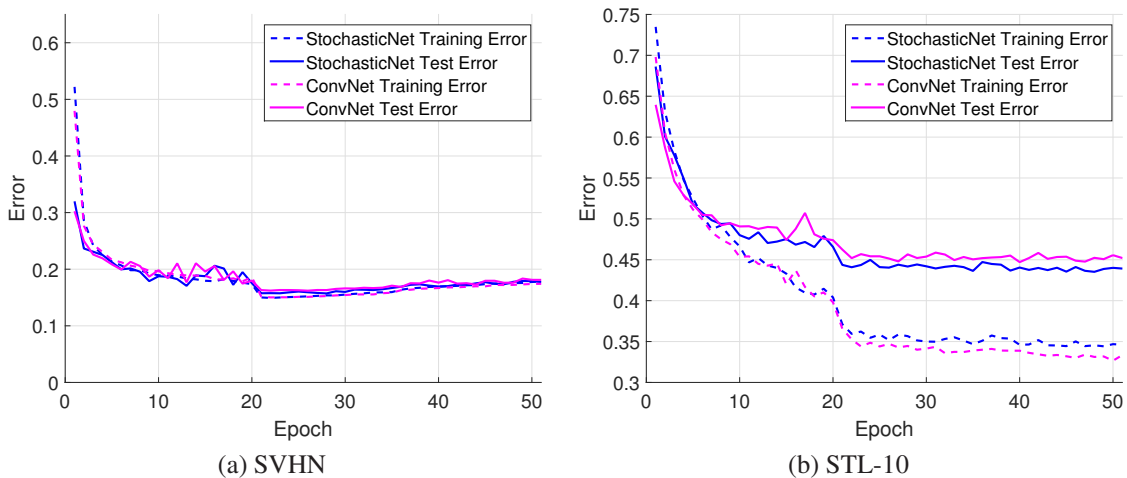 0.6
0.5
0.4
0.3
0.2
0.1
0
Error
StochasticNet Training Error
StochasticNet Test Error
ConvNet Training Error
ConvNet Test Error
0 10 20 30 40 50
Epoch
(a) SVHN
0.75
0.7
0.65
0.6
0.55
0.5
0.45
0.4
0.35
0.3
Error
StochasticNet Training Error
StochasticNet Test Error
ConvNet Training Error
ConvNet Test Error
0 10 20 30 40 50
Epoch
(b) STL-10